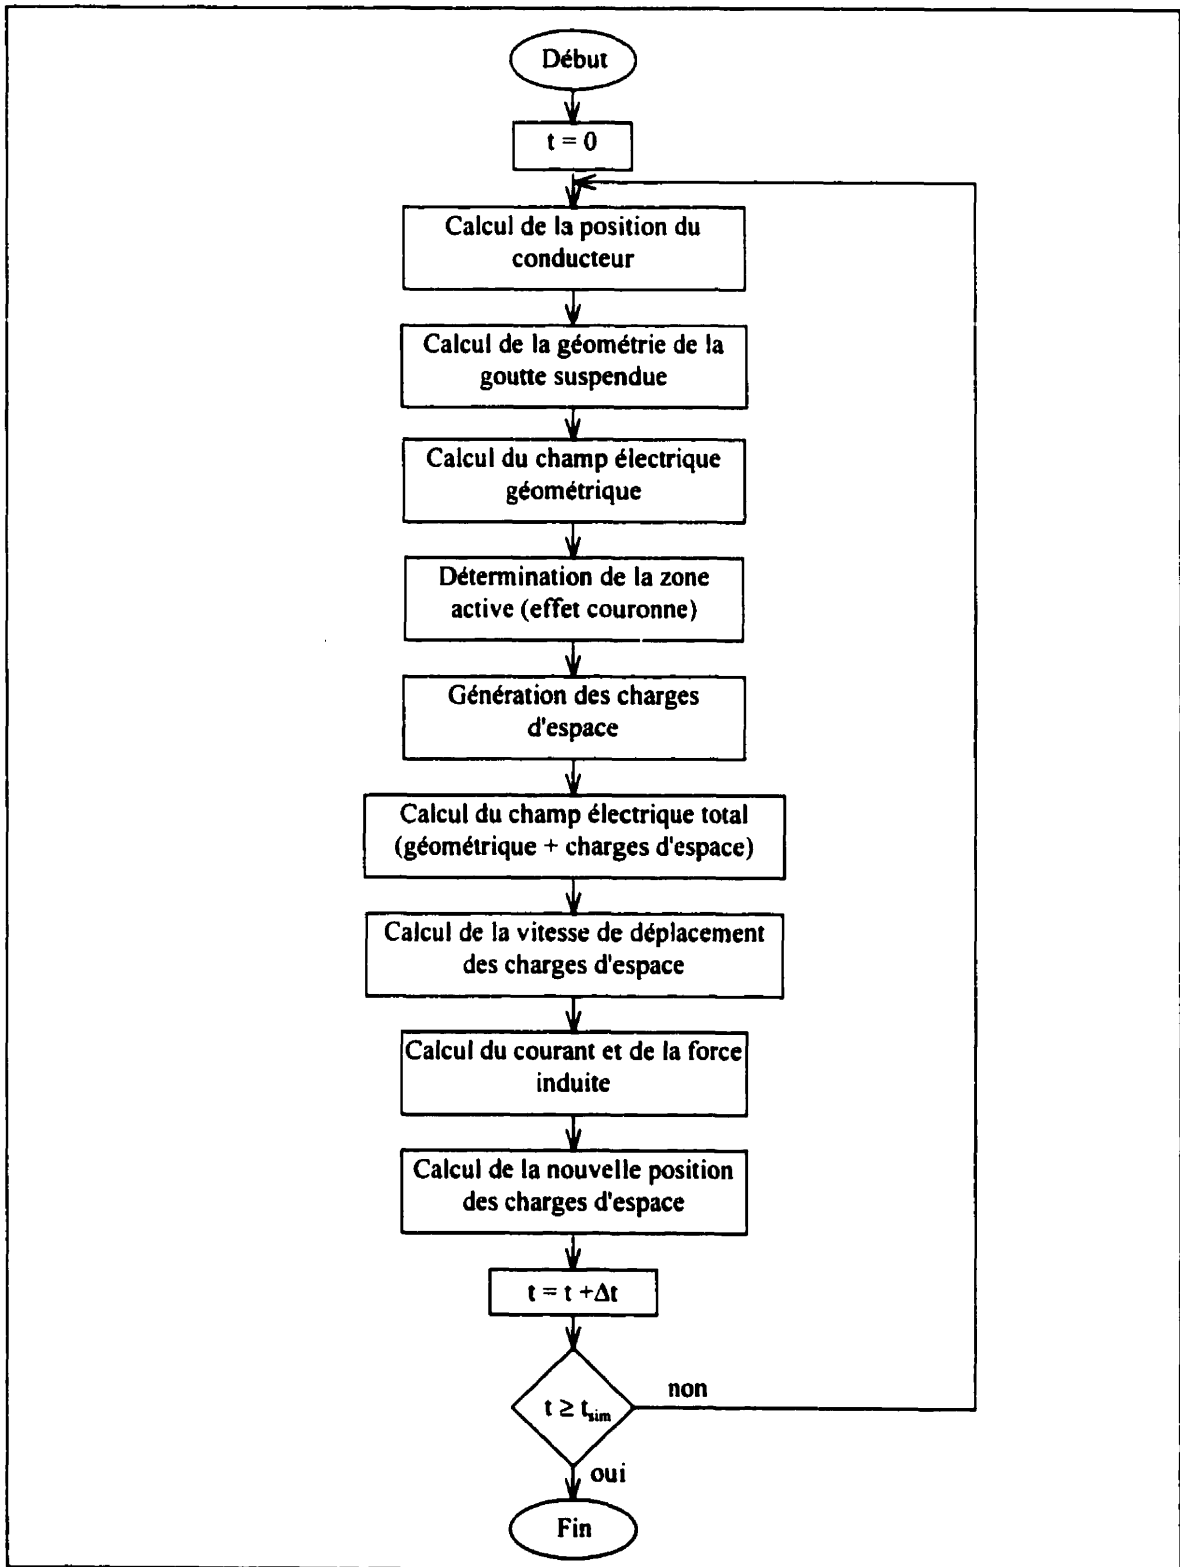 Début
t = 0
Calcul de la position du
conducteur
Calcul de la géométrie de la
goutte suspendue
Calcul du champ électrique
géométrique
Détermination de la zone
active (effet couronne)
Génération des charges
d'espace
Calcul du champ électrique total
(géométrique + charges d'espace)
Calcul de la vitesse de déplacement
des charges d'espace
Calcul du courant et de la force
induite
Calcul de la nouvelle position
des charges d'espace
t = t +Δt
t ≥ tsim
non
oui
Fin